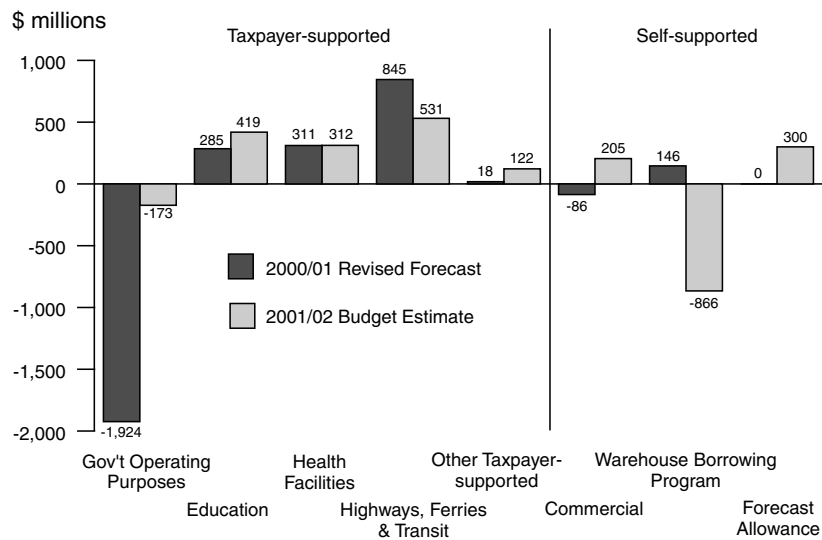 $ millions
Taxpayer-supported
Self-supported
1,000
500
0
-500
-1,000
-1,500
-2,000
-1,924
-173
285
419
311
312
845
531
18
122
-86
205
146
-866
0
300
2000/01 Revised Forecast
2001/02 Budget Estimate
Gov't Operating
Purposes
Education
Health
Facilities
Highways, Ferries
& Transit
Other Taxpayer-
supported
Commercial
Warehouse Borrowing
Program
Forecast
Allowance